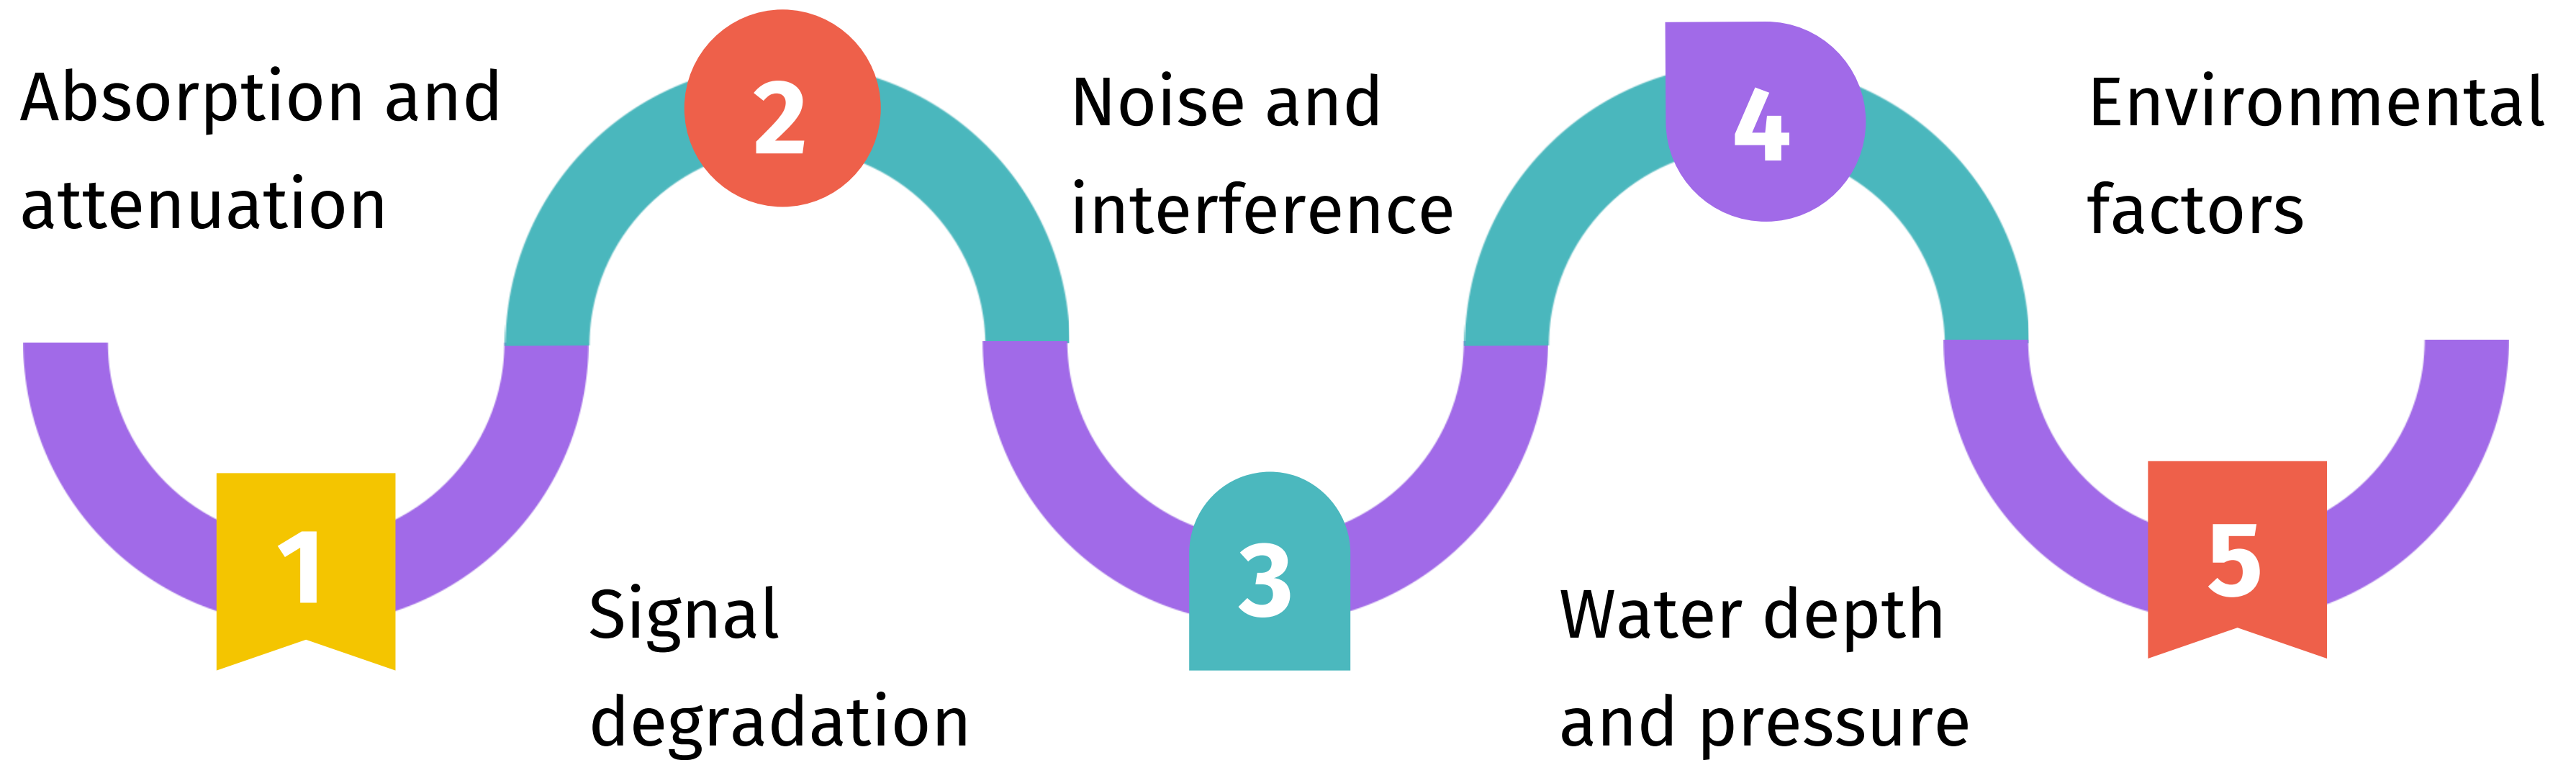 1
Absorption and
attenuation
2
Signal
degradation
3
Noise and
interference
4
Water depth
and pressure
5
Environmental
factors